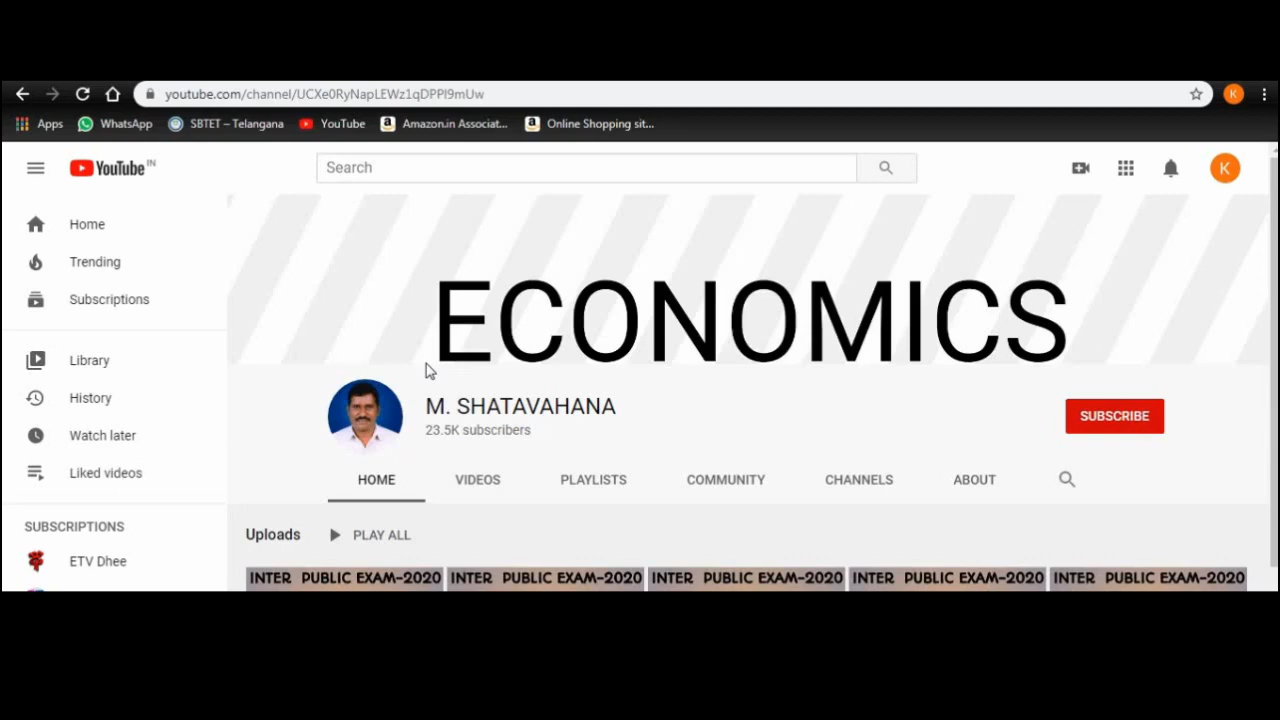 youtube.com/channel/UCXe0RyNapLEWz1qDPPl9mUw
K
Apps WhatsApp SBTET – Telangana YouTube Amazon.in Associat... Online Shopping sit...
YouTube IN
Search
K
Home
Trending
Subscriptions
Library
History
Watch later
Liked videos
SUBSCRIPTIONS
ETV Dhee
ECONOMICS
M. SHATAVAHANA
23.5K subscribers
SUBSCRIBE
HOME VIDEOS PLAYLISTS COMMUNITY CHANNELS ABOUT
Uploads PLAY ALL
INTER PUBLIC EXAM-2020 INTER PUBLIC EXAM-2020 INTER PUBLIC EXAM-2020 INTER PUBLIC EXAM-2020 INTER PUBLIC EXAM-2020